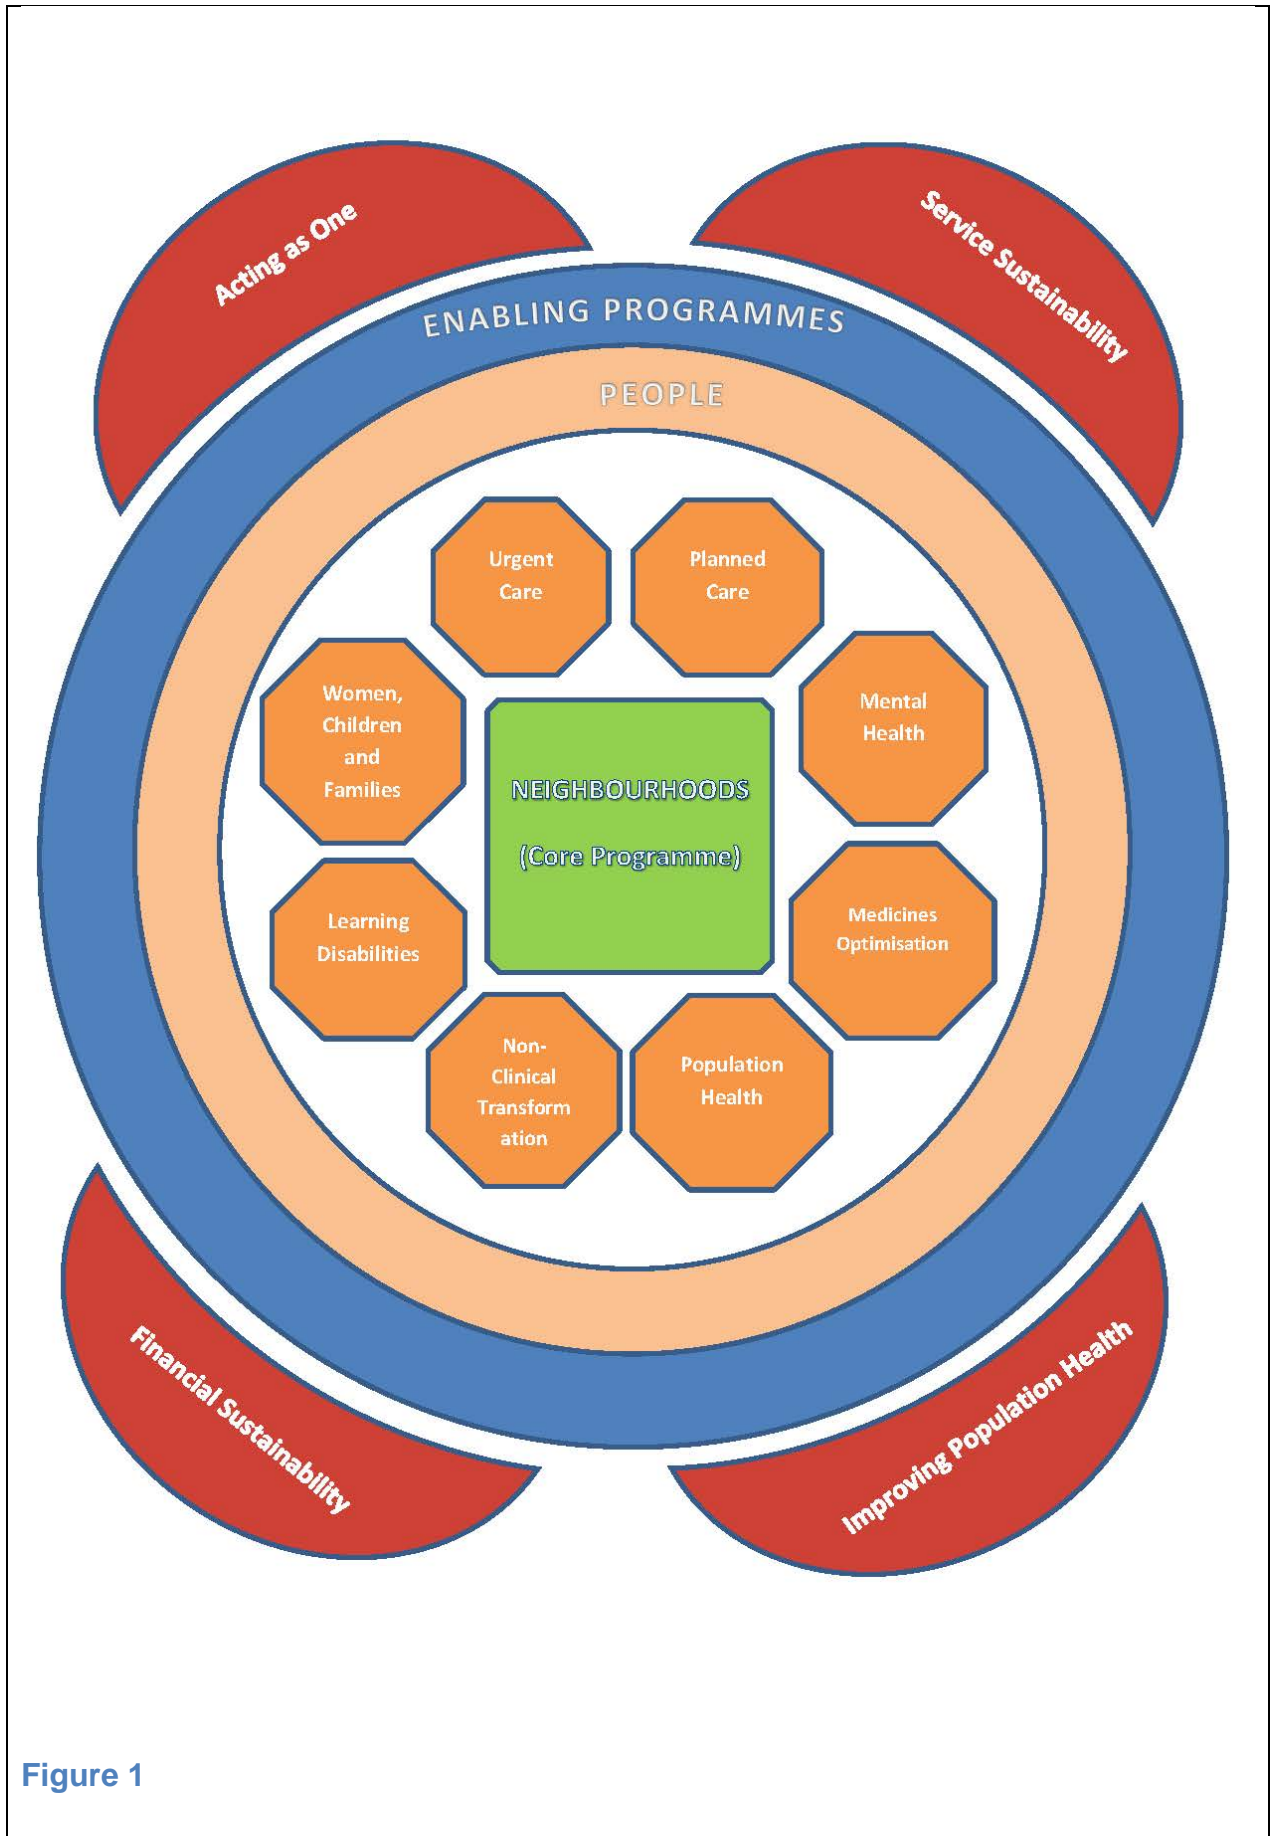 Acting as One
Service Sustainability
ENABLING PROGRAMMES
PEOPLE
Urgent
Care
Planned
Care
Women,
Children
and
Families
Mental
Health
NEIGHBOURHOODS
(Core Programme)
Learning
Disabilities
Medicines
Optimisation
Non-
Clinical
Transform
ation
Population
Health
Financial Sustainability
Improving Population Health
Figure 1